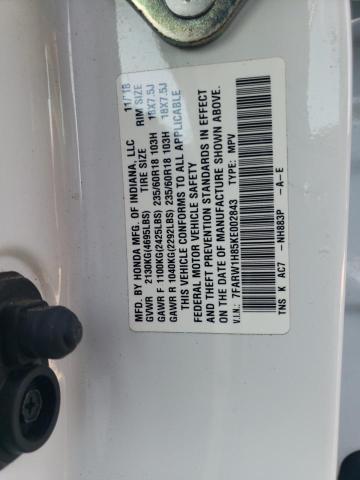 MFD. BY HONDA MFG. OF INDIANA, LLC 11/'18
TIRE SIZE RIM SIZE
GVWR 2130KG(4695LBS)
GAWR F 1100KG(2425LBS) 235/60R18 103H 18X7.5J
GAWR R 1040KG(2292LBS) 235/60R18 103H 18X7.5J
THIS VEHICLE CONFORMS TO ALL APPLICABLE
FEDERAL MOTOR VEHICLE SAFETY
AND THEFT PREVENTION STANDARDS IN EFFECT
ON THE DATE OF MANUFACTURE SHOWN ABOVE.
V.I.N.: 7FARW1H85KE002843 TYPE: MPV
TNS K AC7 -NH883P -A-E